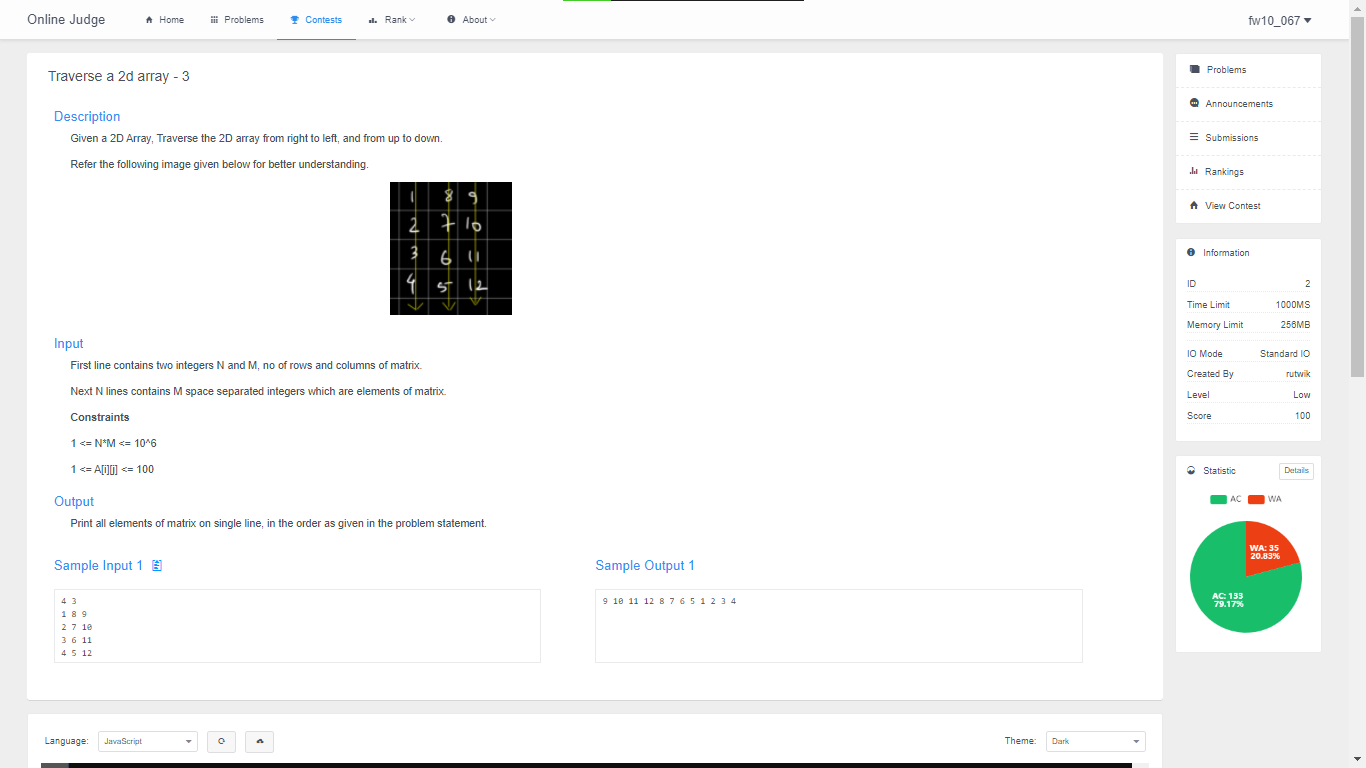 Online Judge Home Problems Contests Rank About fw10_067
Traverse a 2d array - 3
Description
Given a 2D Array, Traverse the 2D array from right to left, and from up to down.
Refer the following image given below for better understanding.
1 8 9
2 7 10
3 6 11
4 5 12
Input
First line contains two integers N and M, no of rows and columns of matrix.
Next N lines contains M space separated integers which are elements of matrix.
Constraints
1 <= N*M <= 10^6
1 <= A[i][j] <= 100
Output
Print all elements of matrix on single line, in the order as given in the problem statement.
Sample Input 1
4 3
1 8 9
2 7 10
3 6 11
4 5 12
Sample Output 1
9 10 11 12 8 7 6 5 1 2 3 4
Language: JavaScript
Theme: Dark
Problems
Announcements
Submissions
Rankings
View Contest
Information
ID 2
Time Limit 1000MS
Memory Limit 256MB
IO Mode Standard IO
Created By rutwik
Level Low
Score 100
Statistic Details
AC WA
WA: 35
20.83%
AC: 133
79.17%